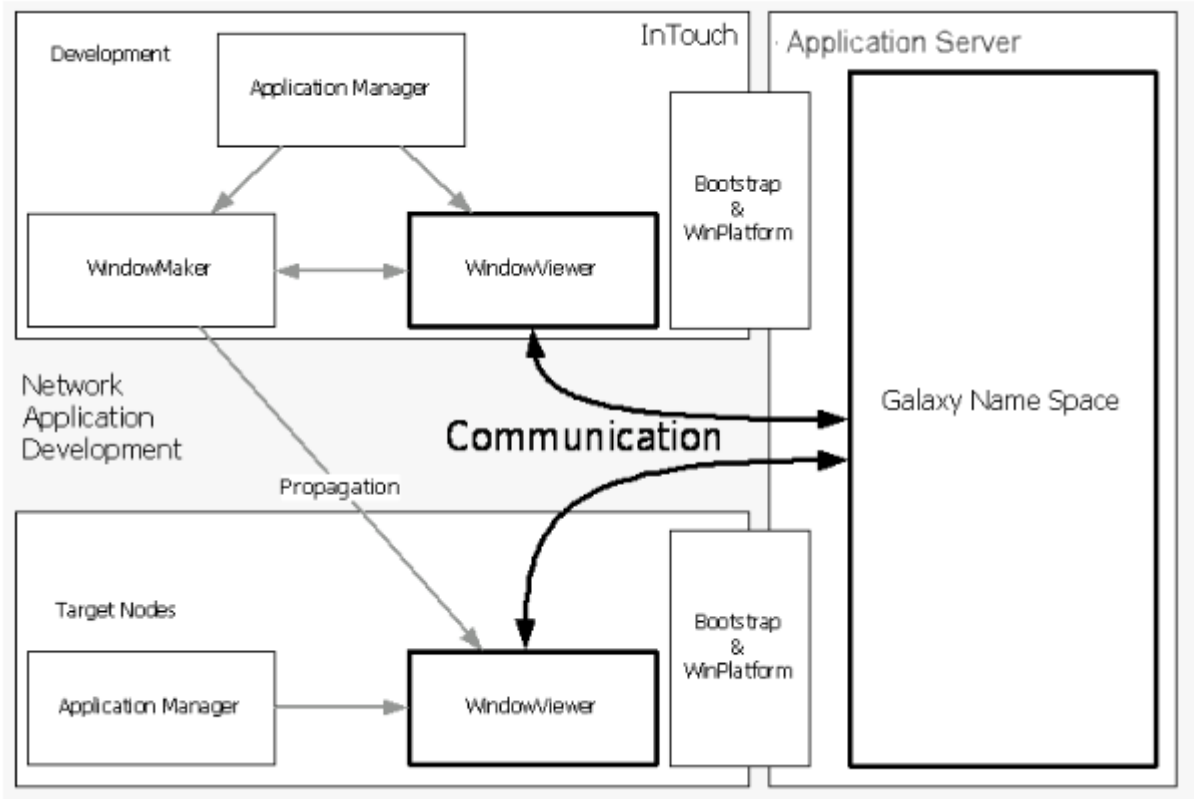 InTouch
Development
Application Manager
WindowMaker
WindowViewer
Bootstrap
&
WinPlatform
Application Server
Galaxy Name Space
Network
Application
Development
Communication
Propagation
Target Nodes
Application Manager
WindowViewer
Bootstrap
&
WinPlatform